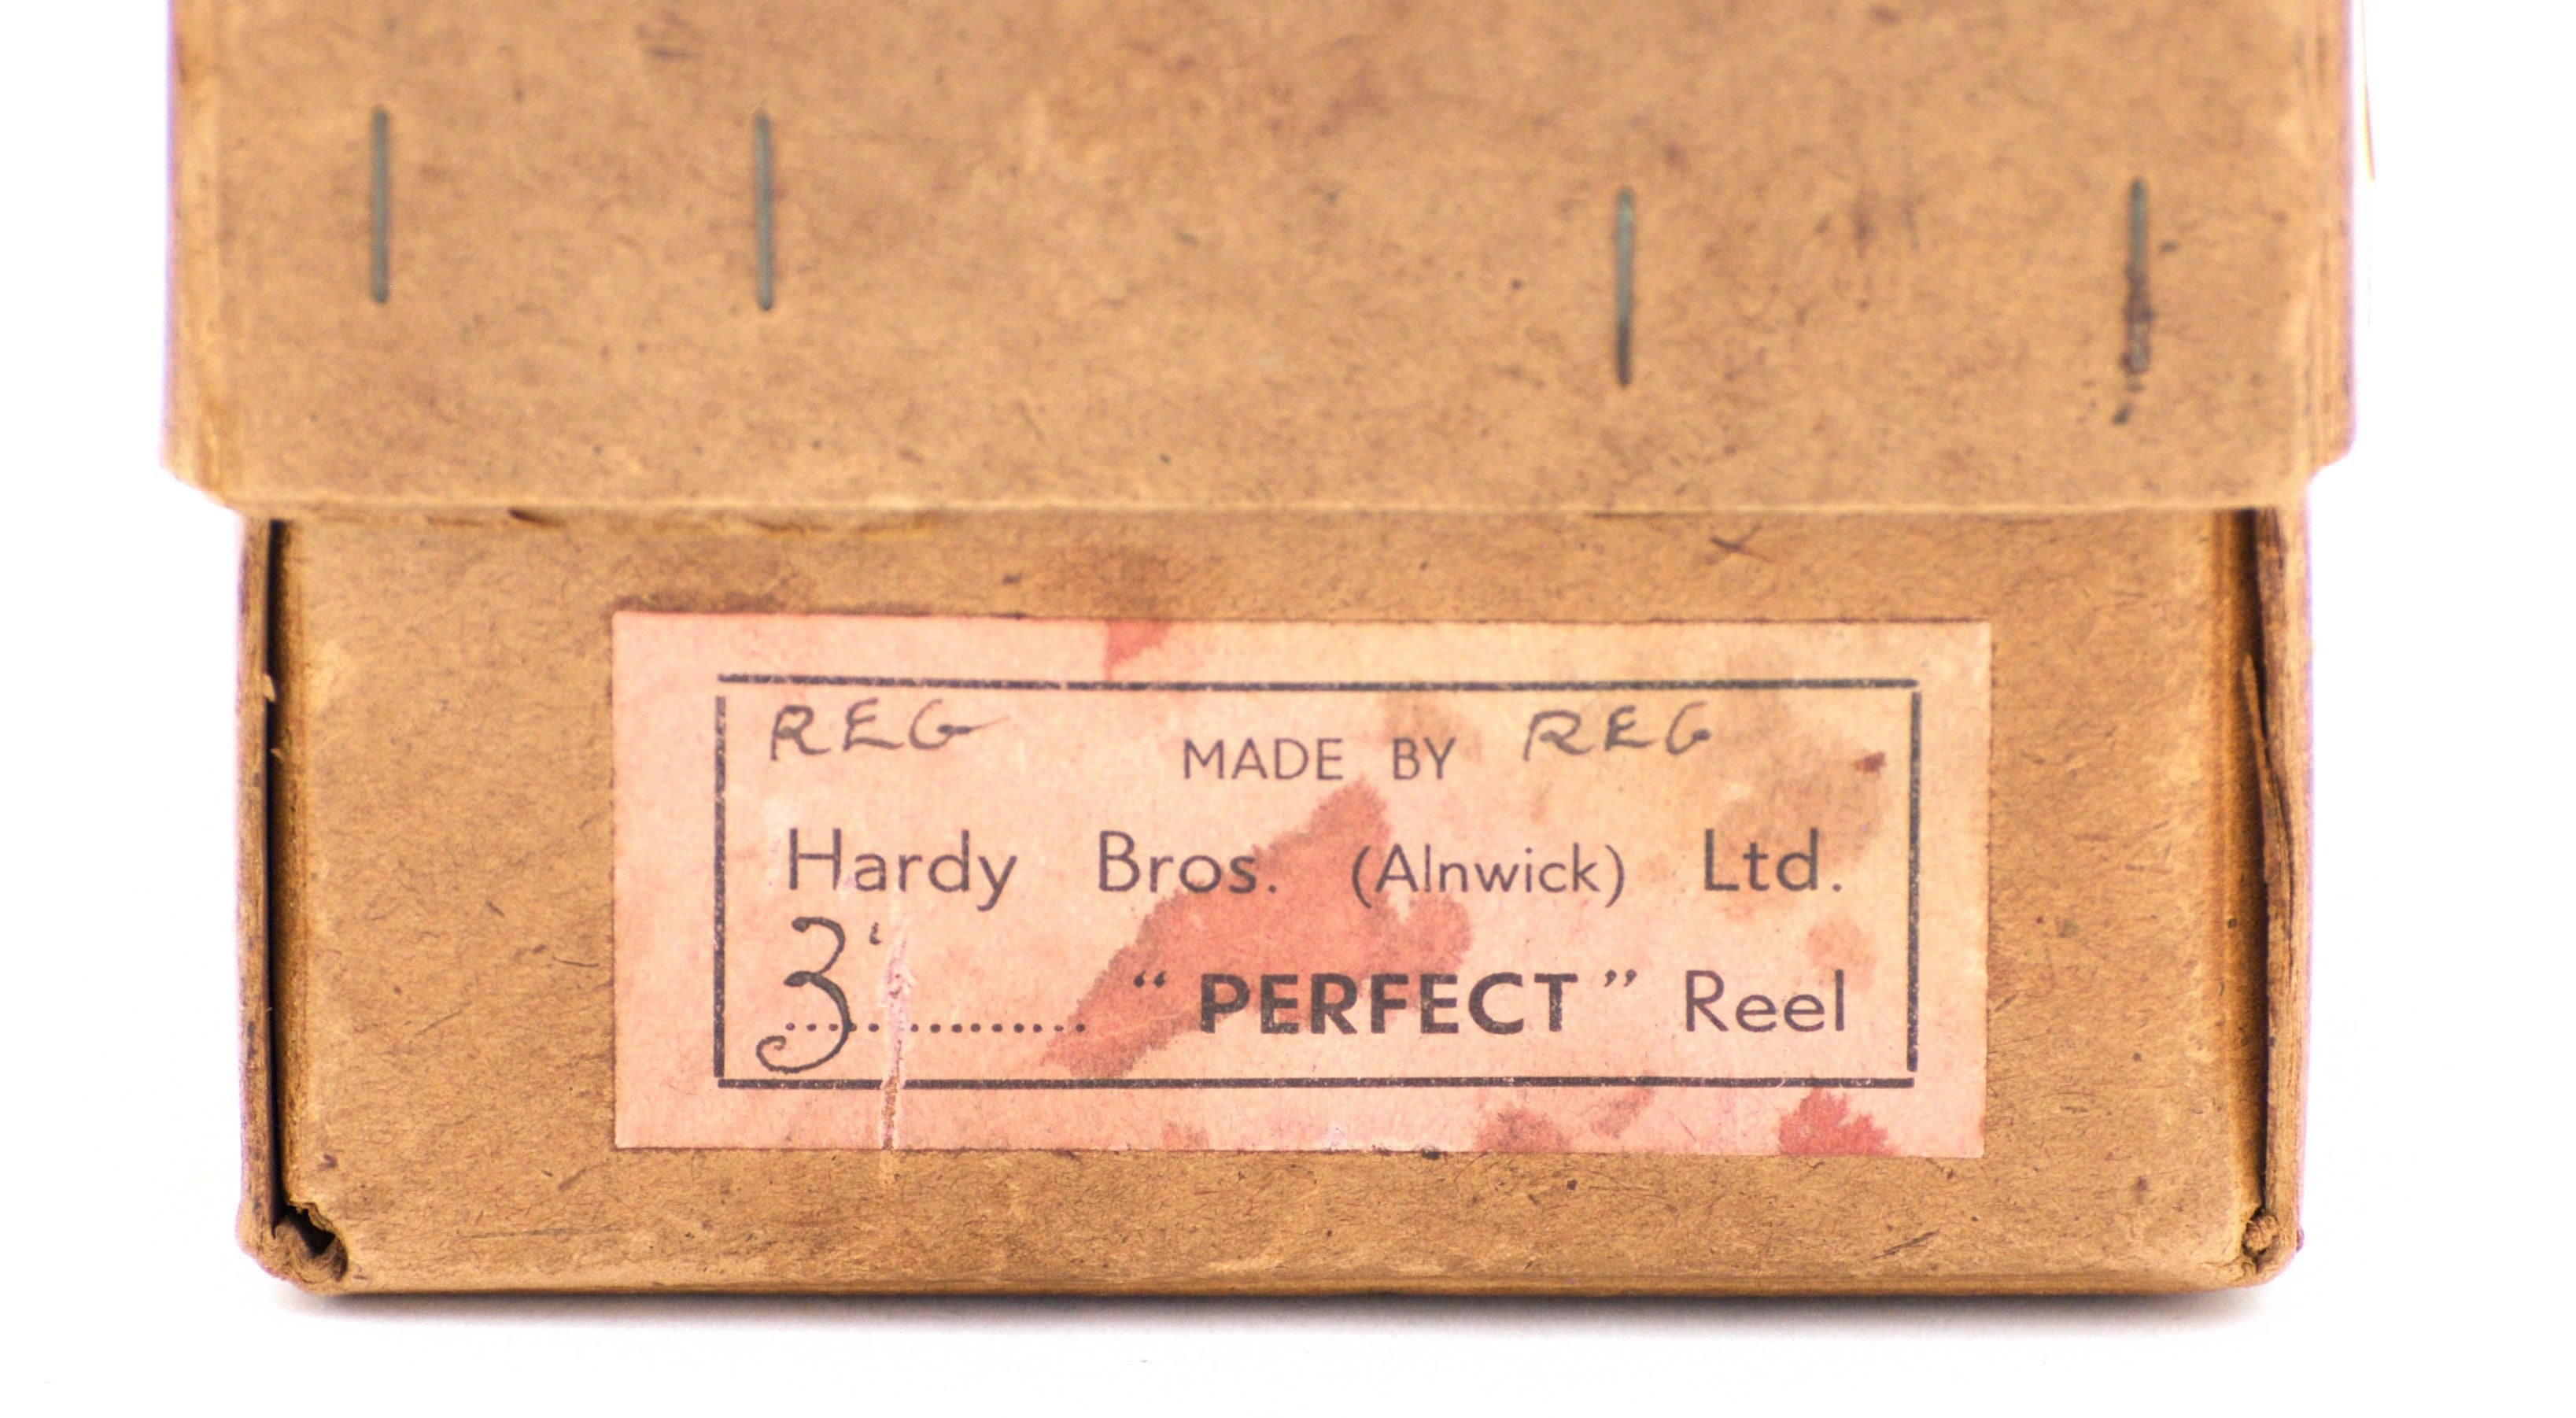 REG MADE BY REG
Hardy Bros. (Alnwick) Ltd.
3' .............. "PERFECT" Reel